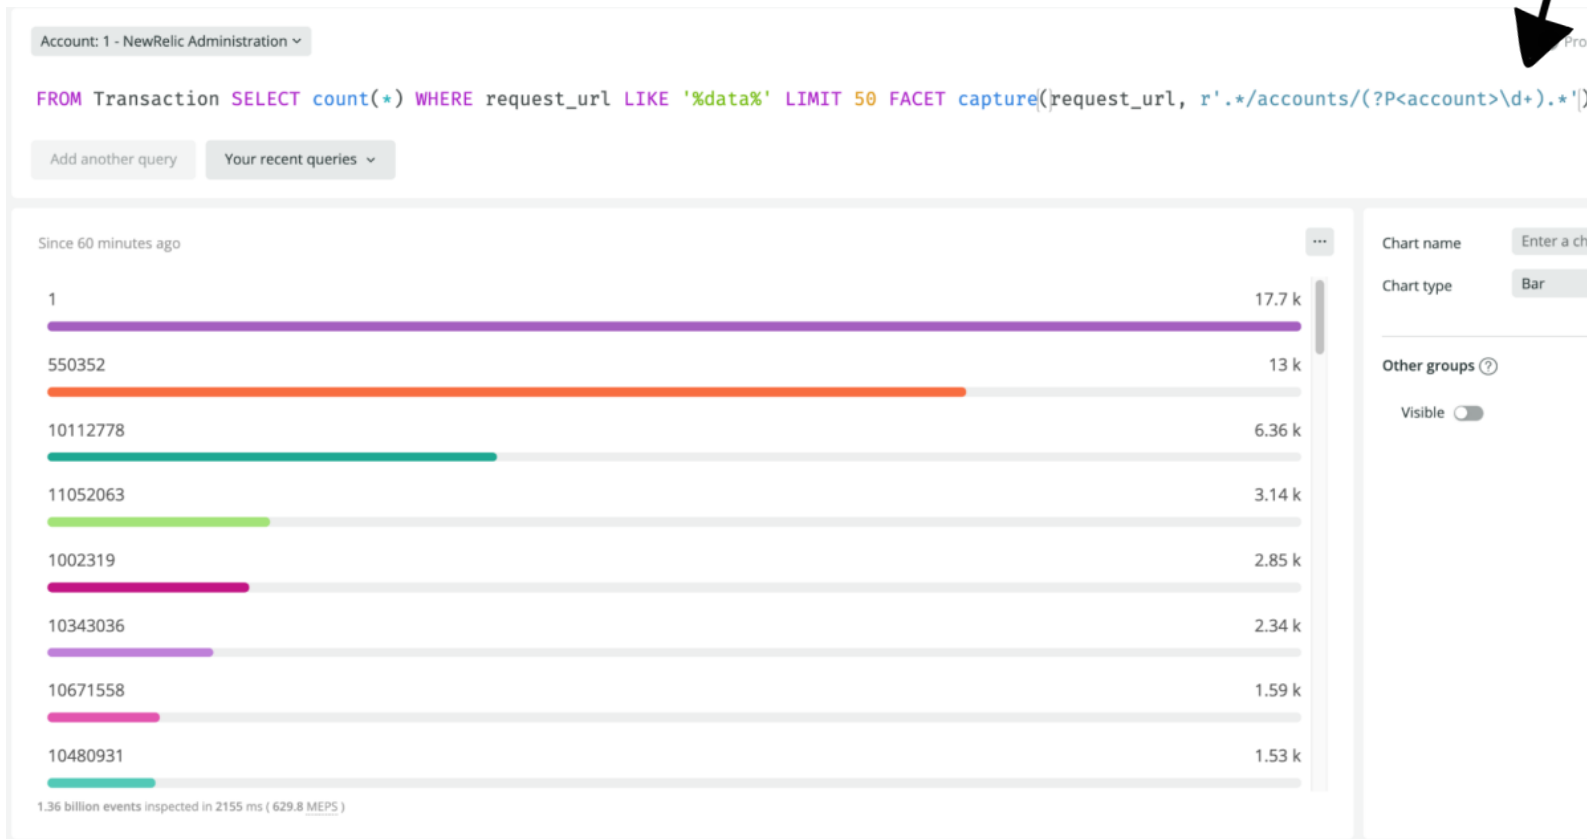 Account: 1 - NewRelic Administration
Pro
FROM Transaction SELECT count(*) WHERE request_url LIKE '%data%' LIMIT 50 FACET capture(request_url, r'.*/accounts/(?P<account>\d+).*')
Add another query Your recent queries
Since 60 minutes ago
...
Chart name Enter a ch
Chart type Bar
Other groups ?
Visible
1 17.7 k
550352 13 k
10112778 6.36 k
11052063 3.14 k
1002319 2.85 k
10343036 2.34 k
10671558 1.59 k
10480931 1.53 k
1.36 billion events inspected in 2155 ms ( 629.8 MEPS )